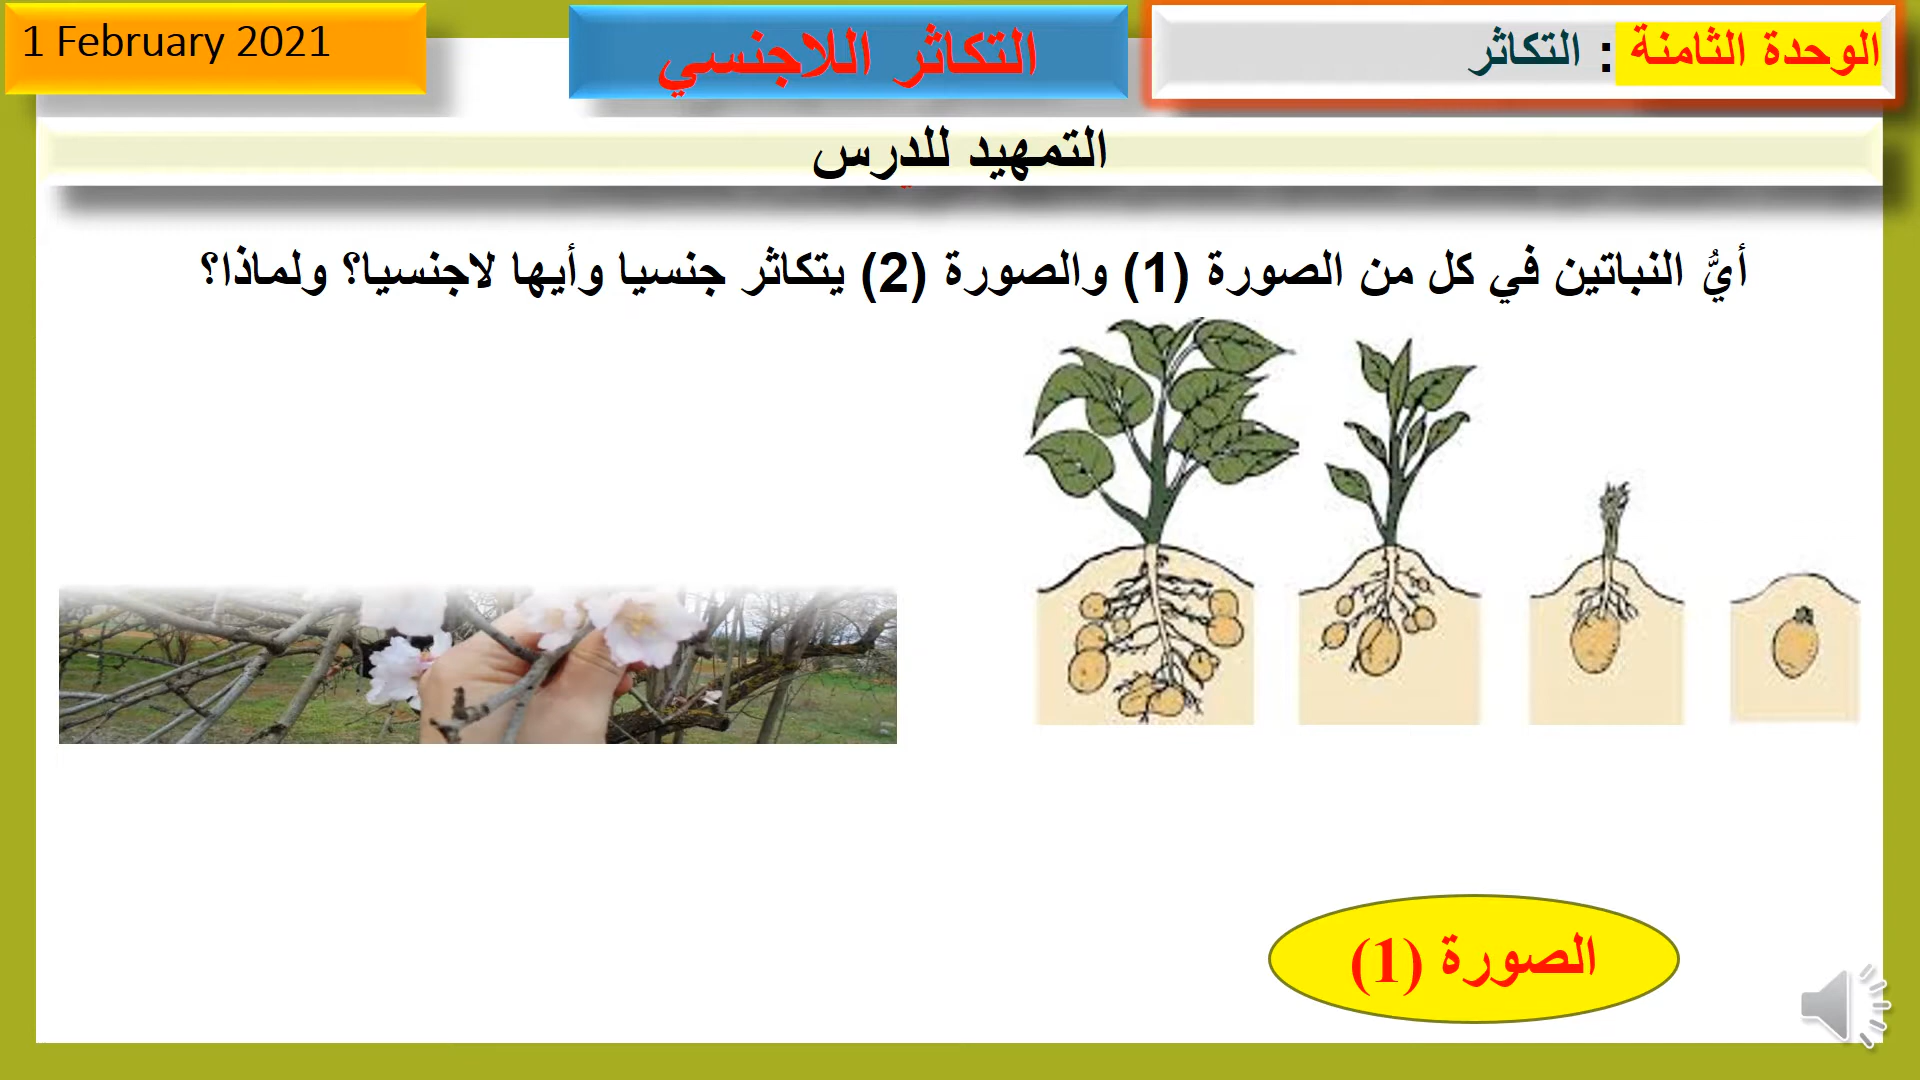 الوحدة الثامنة : التكاثر
التكاثر اللاجنسي
1 February 2021
التمهيد للدرس
أيُّ النباتين في كل من الصورة (1) والصورة (2) يتكاثر جنسيا وأيها لاجنسيا؟ ولماذا؟
الصورة (1)